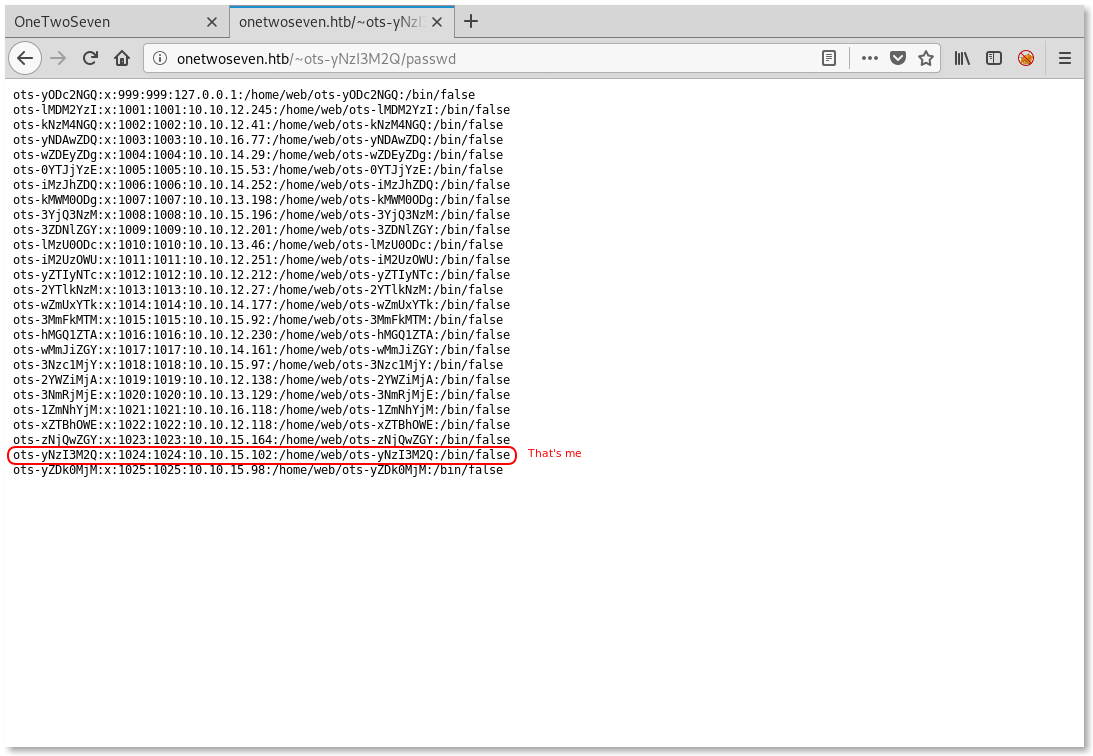 OneTwoSeven
onetwoseven.htb/~ots-yNzI
onetwoseven.htb/~ots-yNzI3M2Q/passwd
ots-yODc2NGQ:x:999:999:127.0.0.1:/home/web/ots-yODc2NGQ:/bin/false
ots-lMDM2YzI:x:1001:1001:10.10.12.245:/home/web/ots-lMDM2YzI:/bin/false
ots-kNzM4NGQ:x:1002:1002:10.10.12.41:/home/web/ots-kNzM4NGQ:/bin/false
ots-yNDAwZDQ:x:1003:1003:10.10.16.77:/home/web/ots-yNDAwZDQ:/bin/false
ots-wZDEyZDg:x:1004:1004:10.10.14.29:/home/web/ots-wZDEyZDg:/bin/false
ots-0YTJjYzE:x:1005:1005:10.10.15.53:/home/web/ots-0YTJjYzE:/bin/false
ots-iMzJhZDQ:x:1006:1006:10.10.14.252:/home/web/ots-iMzJhZDQ:/bin/false
ots-kMWM0ODg:x:1007:1007:10.10.13.198:/home/web/ots-kMWM0ODg:/bin/false
ots-3YjQ3NzM:x:1008:1008:10.10.15.196:/home/web/ots-3YjQ3NzM:/bin/false
ots-3ZDNlZGY:x:1009:1009:10.10.12.201:/home/web/ots-3ZDNlZGY:/bin/false
ots-lMzU0ODc:x:1010:1010:10.10.13.46:/home/web/ots-lMzU0ODc:/bin/false
ots-iM2UzOWU:x:1011:1011:10.10.12.251:/home/web/ots-iM2UzOWU:/bin/false
ots-yZTIyNTc:x:1012:1012:10.10.12.212:/home/web/ots-yZTIyNTc:/bin/false
ots-2YTlkNzM:x:1013:1013:10.10.12.27:/home/web/ots-2YTlkNzM:/bin/false
ots-wZmUxYTk:x:1014:1014:10.10.14.177:/home/web/ots-wZmUxYTk:/bin/false
ots-3MmFkMTM:x:1015:1015:10.10.15.92:/home/web/ots-3MmFkMTM:/bin/false
ots-hMGQ1ZTA:x:1016:1016:10.10.12.230:/home/web/ots-hMGQ1ZTA:/bin/false
ots-wMmJiZGY:x:1017:1017:10.10.14.161:/home/web/ots-wMmJiZGY:/bin/false
ots-3Nzc1MjY:x:1018:1018:10.10.15.97:/home/web/ots-3Nzc1MjY:/bin/false
ots-2YWZiMjA:x:1019:1019:10.10.12.138:/home/web/ots-2YWZiMjA:/bin/false
ots-3NmRjMjE:x:1020:1020:10.10.13.129:/home/web/ots-3NmRjMjE:/bin/false
ots-1ZmNhYjM:x:1021:1021:10.10.16.118:/home/web/ots-1ZmNhYjM:/bin/false
ots-xZTBhOWE:x:1022:1022:10.10.12.118:/home/web/ots-xZTBhOWE:/bin/false
ots-zNjQwZGY:x:1023:1023:10.10.15.164:/home/web/ots-zNjQwZGY:/bin/false
ots-yNzI3M2Q:x:1024:1024:10.10.15.102:/home/web/ots-yNzI3M2Q:/bin/false That's me
ots-yZDk0MjM:x:1025:1025:10.10.15.98:/home/web/ots-yZDk0MjM:/bin/false